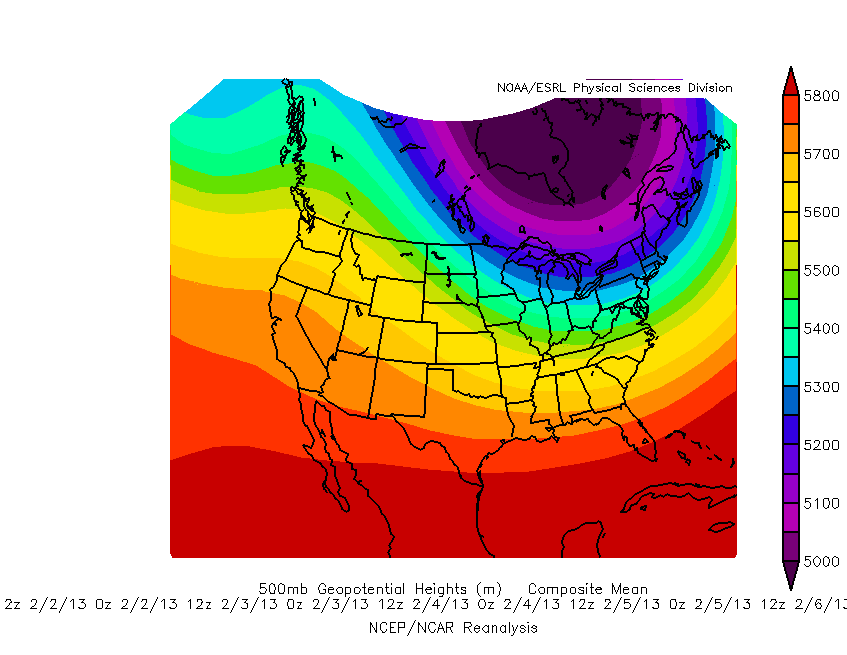 NOAA/ESRL Physical Sciences Division
5800
5700
5600
5500
5400
5300
5200
5100
5000
500mb Geopotential Heights (m) Composite Mean
2z 2/2/13 0z 2/2/13 12z 2/3/13 0z 2/3/13 12z 2/4/13 0z 2/4/13 12z 2/5/13 0z 2/5/13 12z 2/6/13
NCEP/NCAR Reanalysis